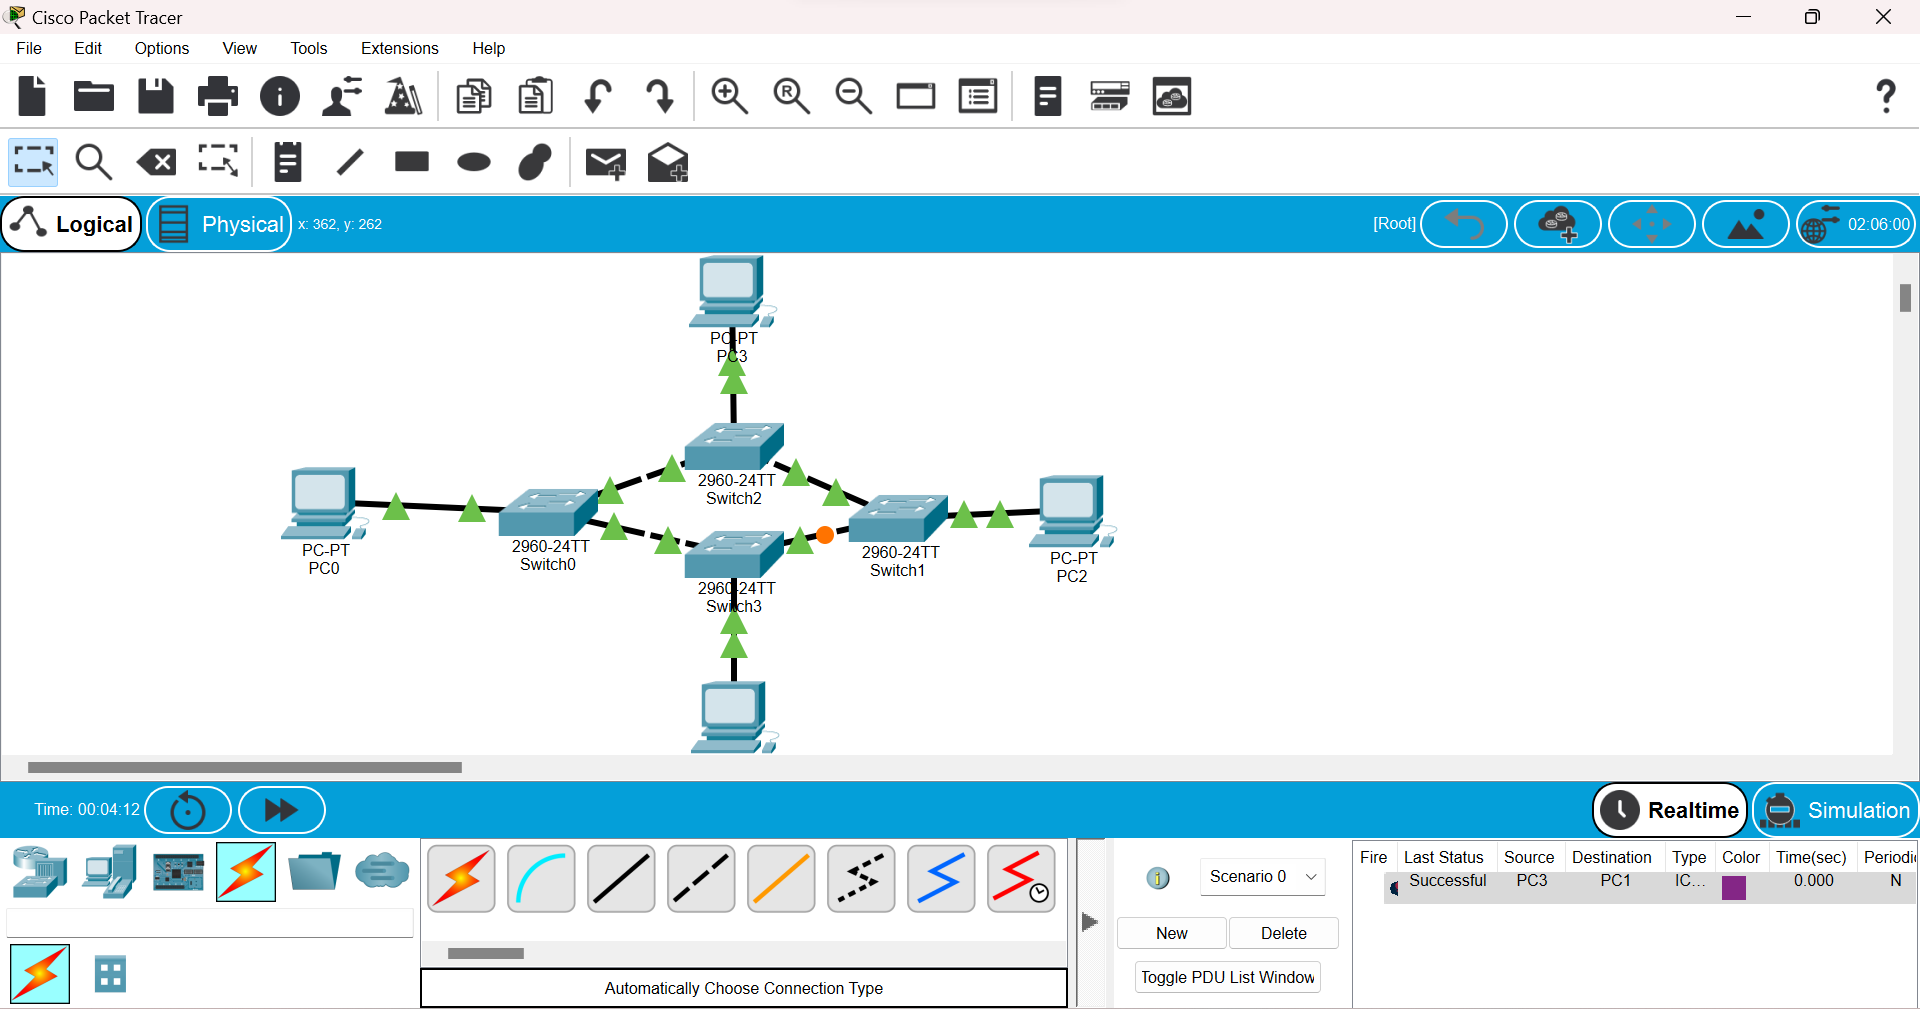 Cisco Packet Tracer
File Edit Options View Tools Extensions Help
Logical Physical x: 362, y: 262 [Root] 02:06:00
PC-PT
PC3
2960-24TT
Switch2
PC-PT
PC0
2960-24TT
Switch0
2960-24TT
Switch1
PC-PT
PC2
2960-24TT
Switch3
Time: 00:04:12 Realtime Simulation
Fire Last Status Source Destination Type Color Time(sec) Periodic
Successful PC3 PC1 IC... 0.000 N
Scenario 0
New Delete
Toggle PDU List Window
Automatically Choose Connection Type